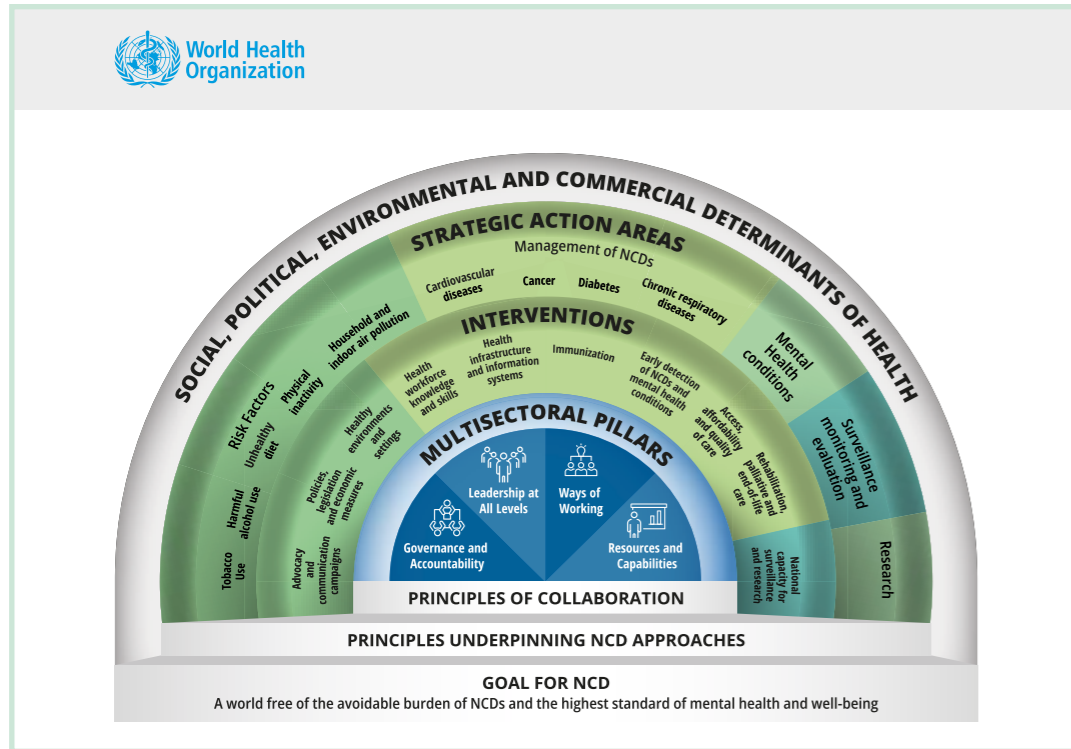 World Health
Organization
SOCIAL, POLITICAL, ENVIRONMENTAL AND COMMERCIAL DETERMINANTS OF HEALTH
STRATEGIC ACTION AREAS
Management of NCDs
Cardiovascular
diseases
Cancer
Diabetes
Chronic respiratory
diseases
Mental
Health
conditions
Surveillance
monitoring and
evaluation
Research
Risk Factors
Household and
indoor air pollution
Physical
inactivity
Unhealthy
diet
Harmful
alcohol use
Tobacco
Use
INTERVENTIONS
Advocacy
and
communication
campaigns
Policies,
legislation
and economic
measures
Healthy
environments
and
settings
Health
workforce
knowledge
and skills
Health
infrastructure
and information
systems
Immunization
Early detection
of NCDs and
mental health
conditions
Access,
affordability
and quality
of care
Rehabilitation,
palliative and
end-of-life
care
National
capacity for
surveillance
and research
MULTISECTORAL PILLARS
Governance and
Accountability
Leadership at
All Levels
Ways of
Working
Resources and
Capabilities
PRINCIPLES OF COLLABORATION
PRINCIPLES UNDERPINNING NCD APPROACHES
GOAL FOR NCD
A world free of the avoidable burden of NCDs and the highest standard of mental health and well-being